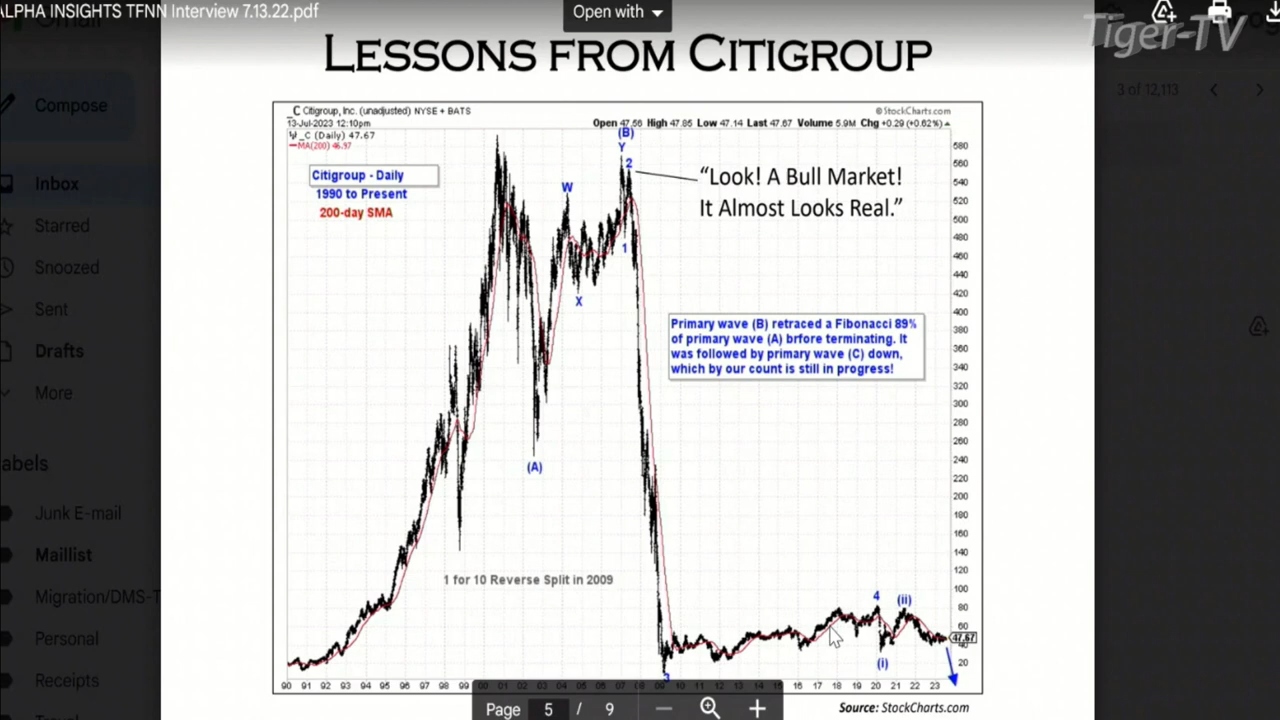 ALPHA INSIGHTS TFNN Interview 7.13.22.pdf
Open with
Tiger-TV
LESSONS FROM CITIGROUP
Compose
3 of 12,113
Inbox
Starred
Snoozed
Sent
Drafts
More
abels
Junk E-mail
Maillist
Migration/DMS-T
Personal
Receipts
_C Citigroup, Inc. (unadjusted) NYSE + BATS
© StockCharts.com
13-Jul-2023 12:10pm
Open 47.56 High 47.85 Low 47.14 Last 47.67 Volume 5.9M Chg +0.29 (+0.62%)
_C (Daily) 47.67
MA(200) 46.97
Citigroup - Daily
1990 to Present
200-day SMA
(B)
Y
2
W
1
X
(A)
"Look! A Bull Market!
It Almost Looks Real."
Primary wave (B) retraced a Fibonacci 89%
of primary wave (A) brfore terminating. It
was followed by primary wave (C) down,
which by our count is still in progress!
1 for 10 Reverse Split in 2009
4
(ii)
(i)
3
580
560
540
520
500
480
460
440
420
400
380
360
340
320
300
280
260
240
220
200
180
160
140
120
100
80
60
47.67
40
20
90 91 92 93 94 95 96 97 98 99 00 01 02 03 04 05 06 07 08 09 10 11 12 13 14 15 16 17 18 19 20 21 22 23
Page 5 / 9
Source: StockCharts.com